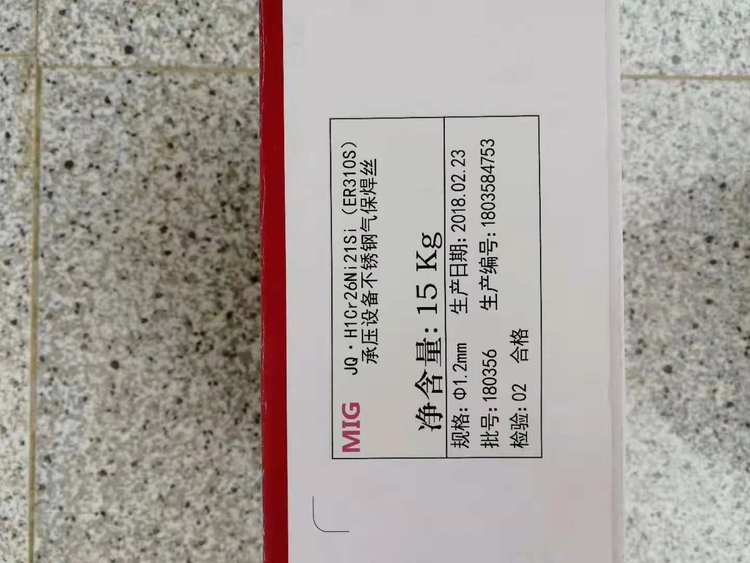 MIG JQ·H1Cr26Ni21Si（ER310S）
承压设备不锈钢气保焊丝
净含量: 15 Kg
规格: Φ1.2mm 生产日期: 2018.02.23
批号: 180356 生产编号: 1803584753
检验: 02 合格